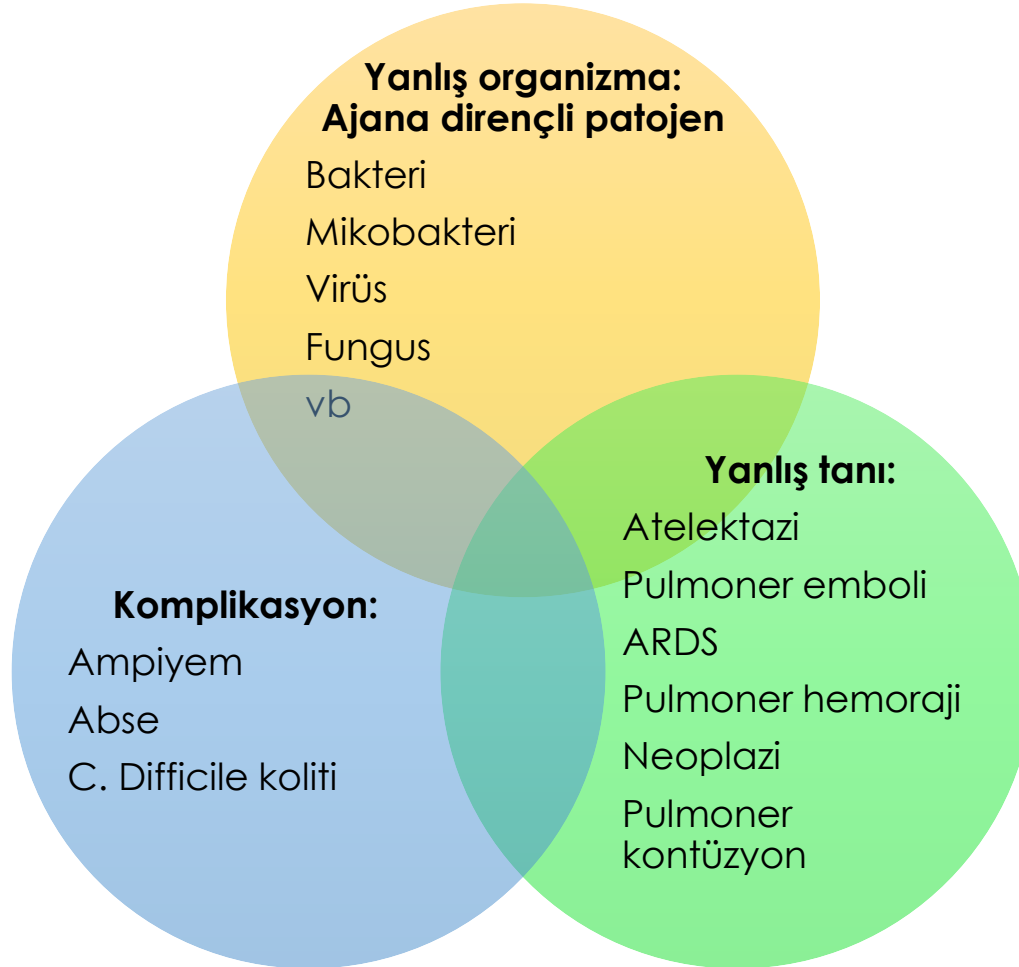 Yanlış organizma:
Ajana dirençli patojen
Bakteri
Mikobakteri
Virüs
Fungus
vb
Yanlış tanı:
Atelektazi
Pulmoner emboli
ARDS
Pulmoner hemoraji
Neoplazi
Pulmoner
kontüzyon
Komplikasyon:
Ampiyem
Abse
C. Difficile koliti